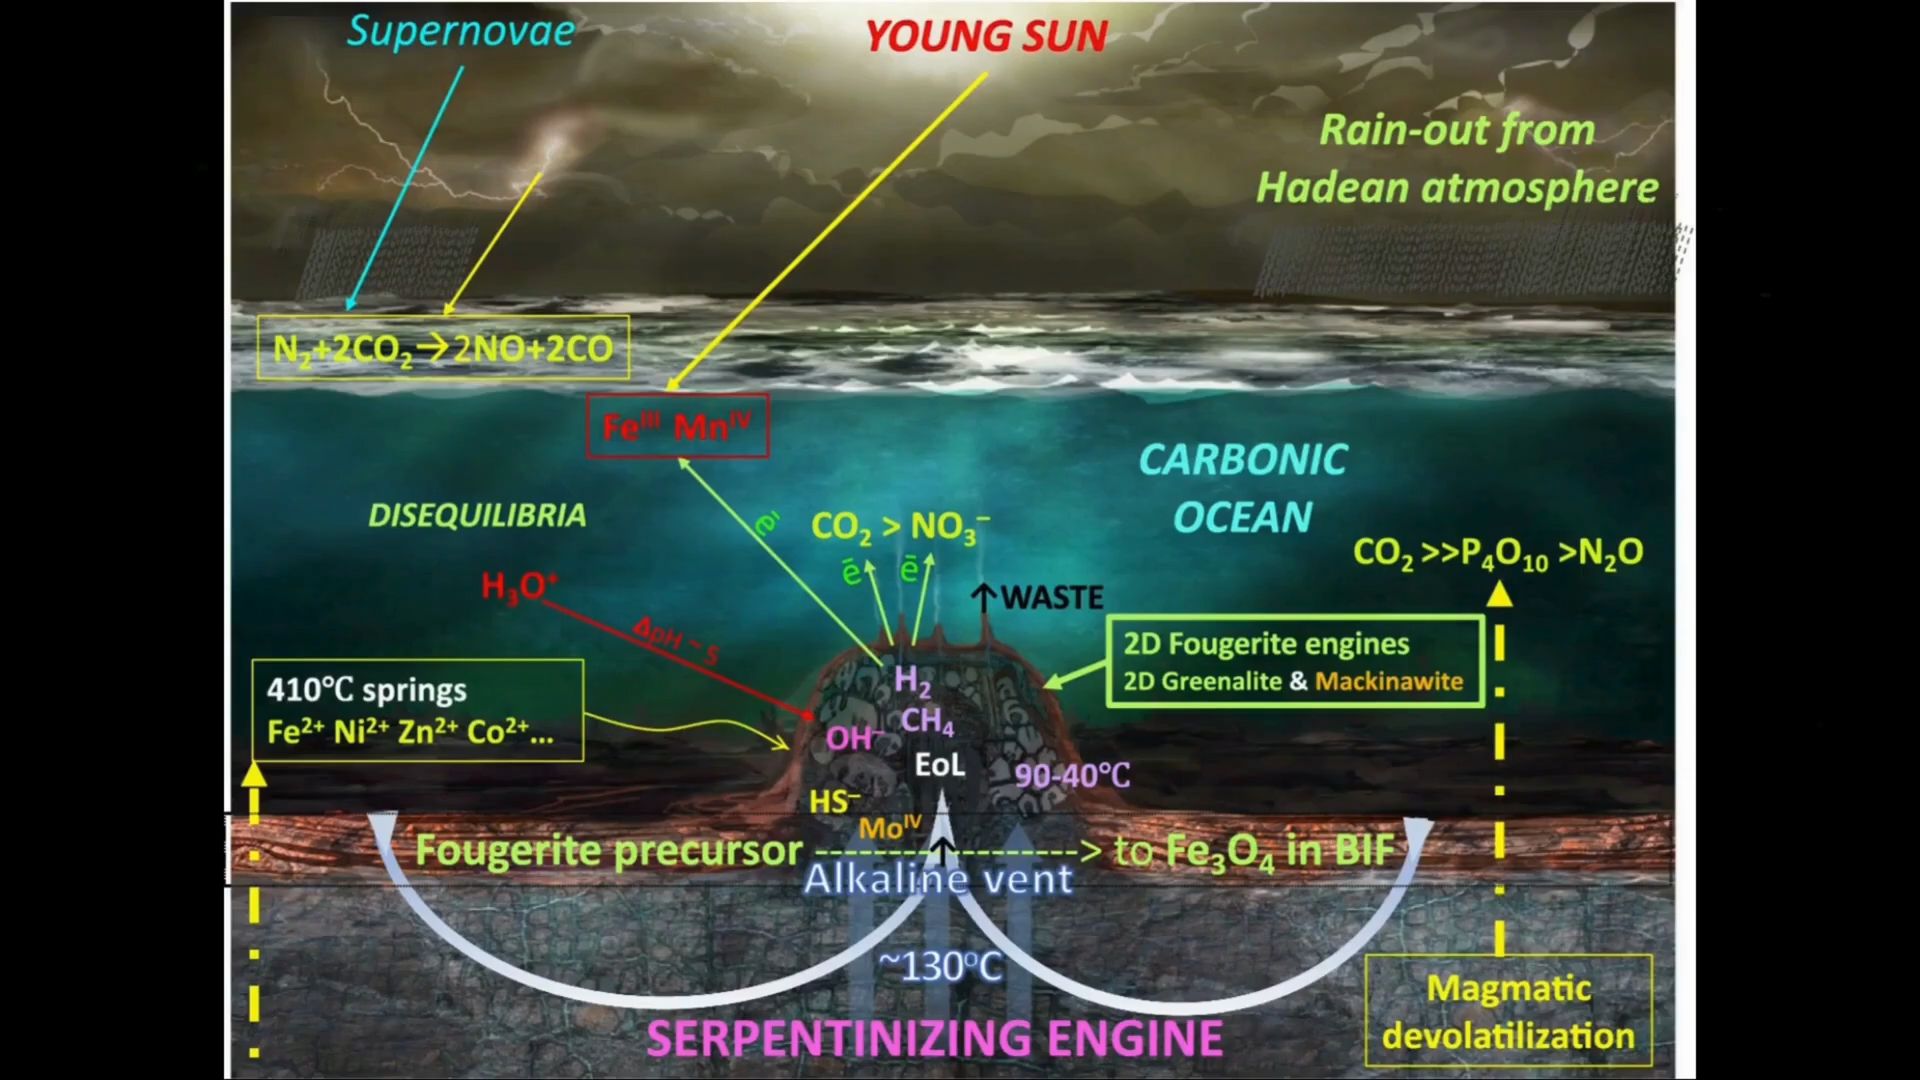 Supernovae
YOUNG SUN
Rain-out from
Hadean atmosphere
N₂+2CO₂→2NO+2CO
Feᴵᴵᴵ Mnᴵⱽ
CARBONIC
OCEAN
DISEQUILIBRIA
e⁻
CO₂ > NO₃⁻
ē ē
CO₂ >>P₄O₁₀ >N₂O
H₃O⁺
ΔpH ~ 5
↑WASTE
2D Fougerite engines
2D Greenalite & Mackinawite
410°C springs
Fe²⁺ Ni²⁺ Zn²⁺ Co²⁺...
H₂
CH₄
OH⁻
EoL
90-40°C
HS⁻
Moᴵⱽ
Fougerite precursor --------------------> to Fe₃O₄ in BIF
Alkaline vent
~130°C
Magmatic
devolatilization
SERPENTINIZING ENGINE